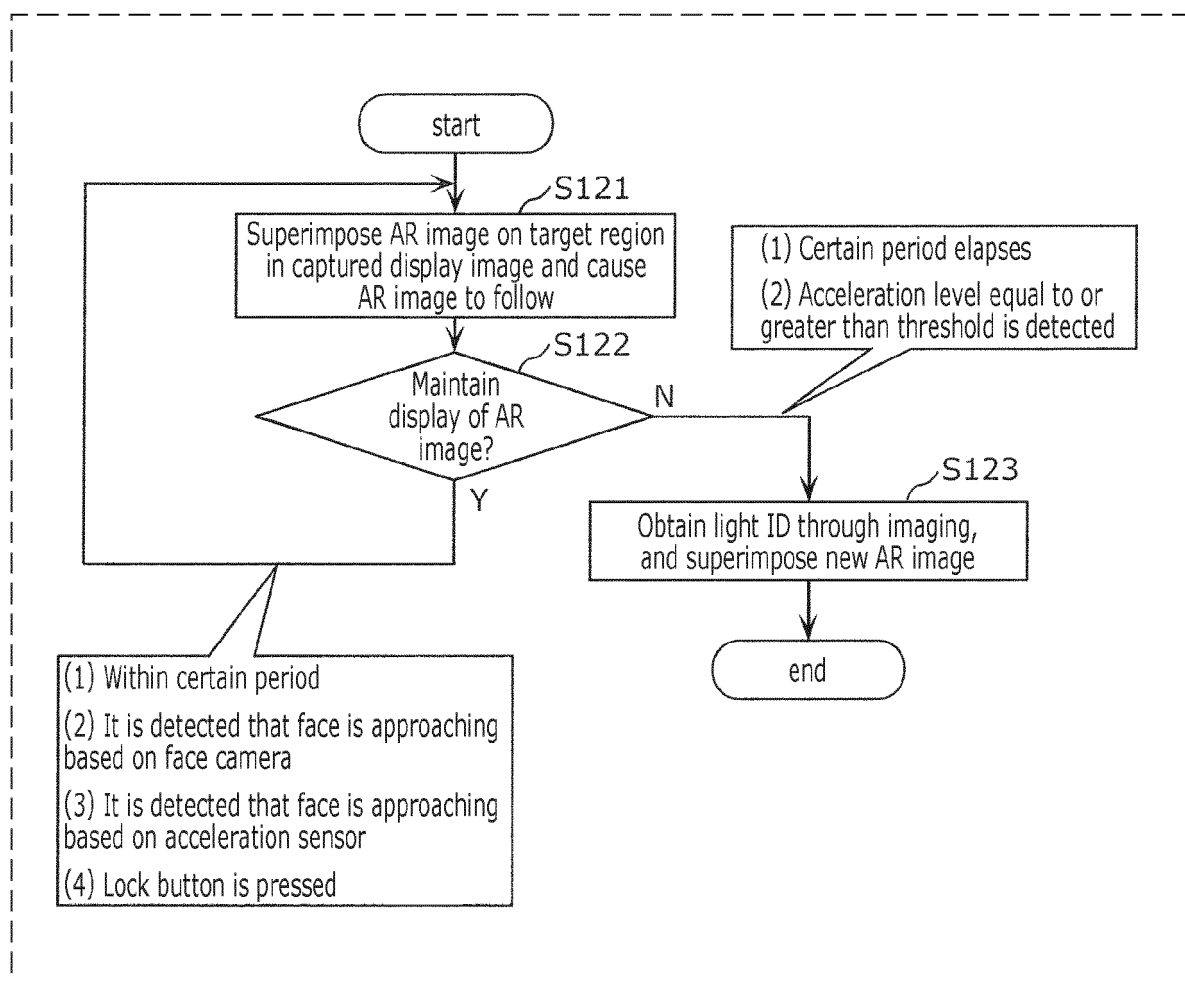 start
S121
Superimpose AR image on target region
in captured display image and cause
AR image to follow
S122
Maintain
display of AR
image?
N
Y
(1) Certain period elapses
(2) Acceleration level equal to or
greater than threshold is detected
S123
Obtain light ID through imaging,
and superimpose new AR image
end
(1) Within certain period
(2) It is detected that face is approaching
based on face camera
(3) It is detected that face is approaching
based on acceleration sensor
(4) Lock button is pressed